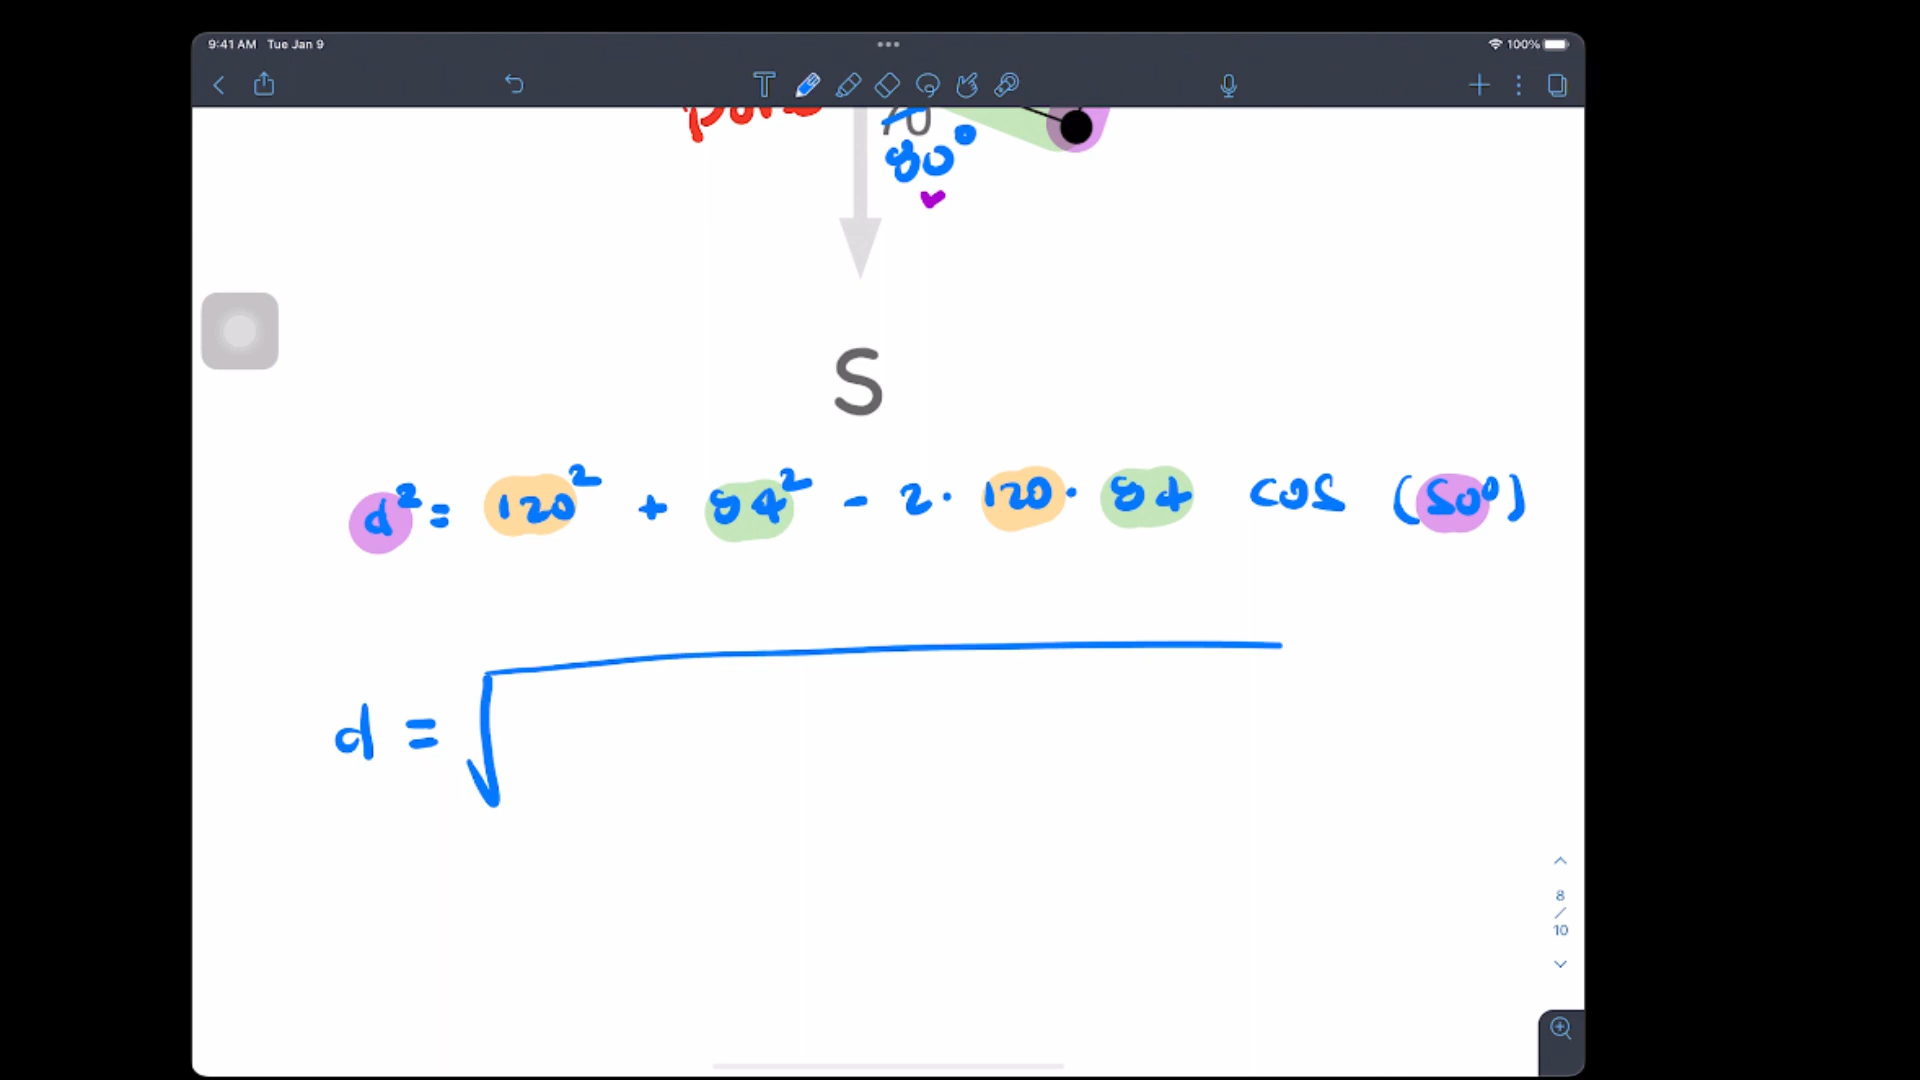 9:41 AM Tue Jan 9
100%
80°
S
d² = 120² + 84² - 2 · 120 · 84 cos (50°)
d = √
8
/
10